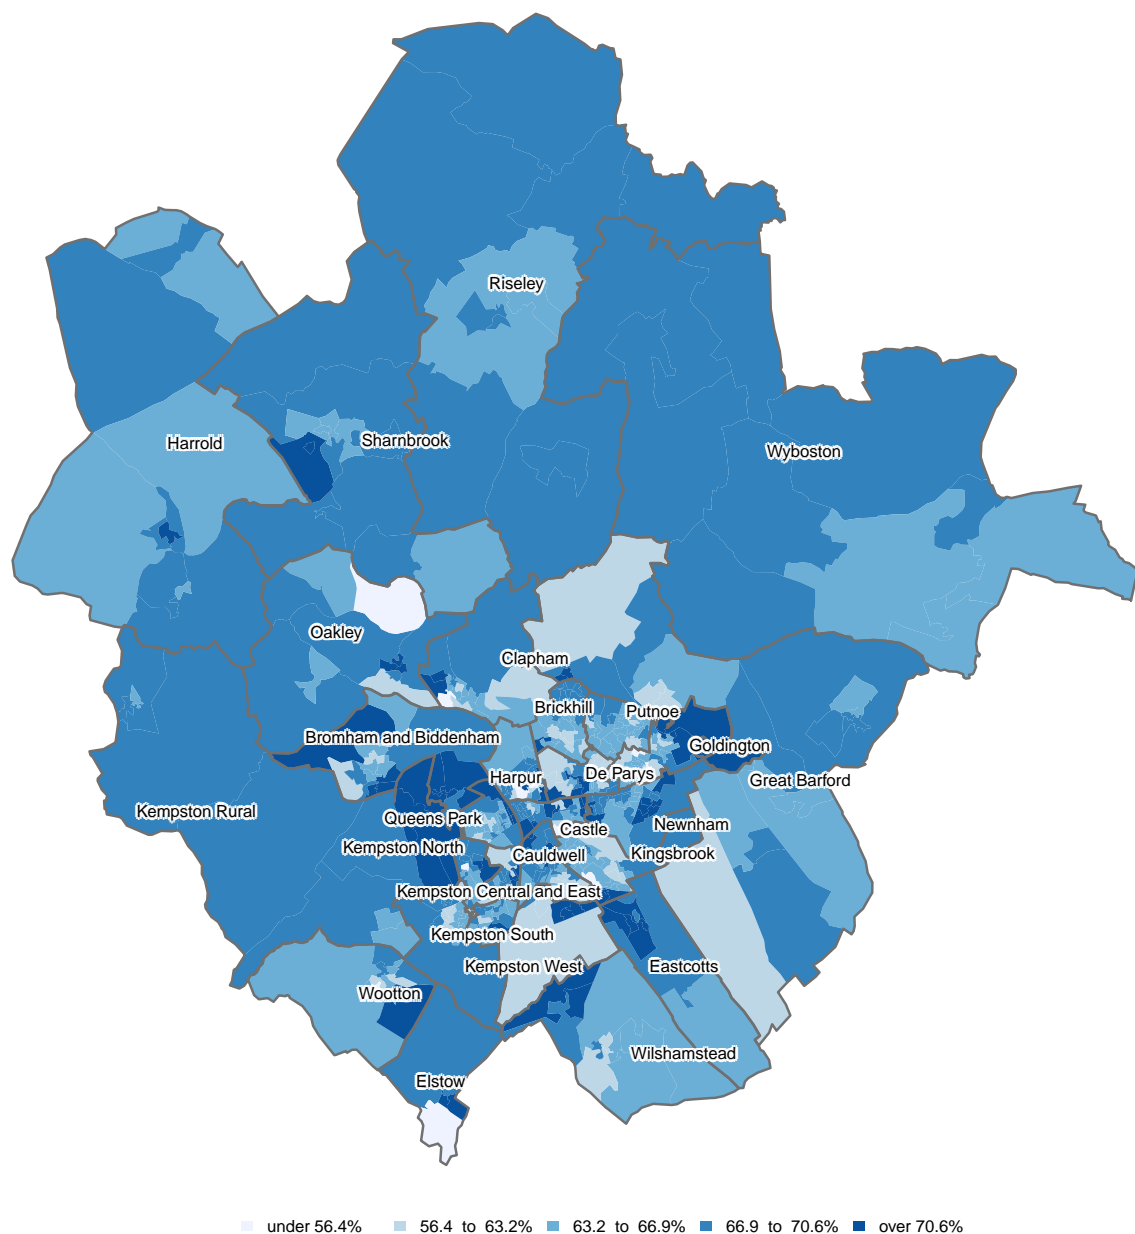 Riseley
Harrold
Sharnbrook
Wyboston
Oakley
Clapham
Brickhill
Putnoe
Bromham and Biddenham
Goldington
Harpur
De Parys
Great Barford
Kempston Rural
Queens Park
Castle
Newnham
Kempston North
Cauldwell
Kingsbrook
Kempston Central and East
Kempston South
Kempston West
Eastcotts
Wootton
Wilshamstead
Elstow
under 56.4% 56.4 to 63.2% 63.2 to 66.9% 66.9 to 70.6% over 70.6%